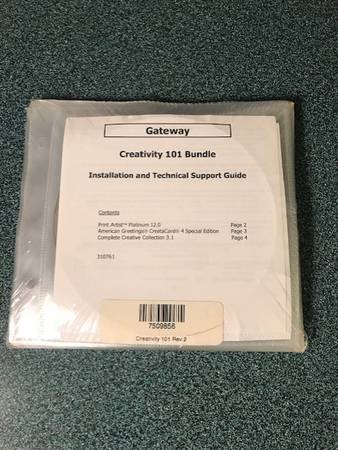 Gateway
Creativity 101 Bundle
Installation and Technical Support Guide
Contents
Print Artist™ Platinum 12.0 Page 2
American Greetings® CreataCard® 4 Special Edition Page 3
Complete Creative Collection 3.1 Page 4
310761
7509856
Creativity 101 Rev 2